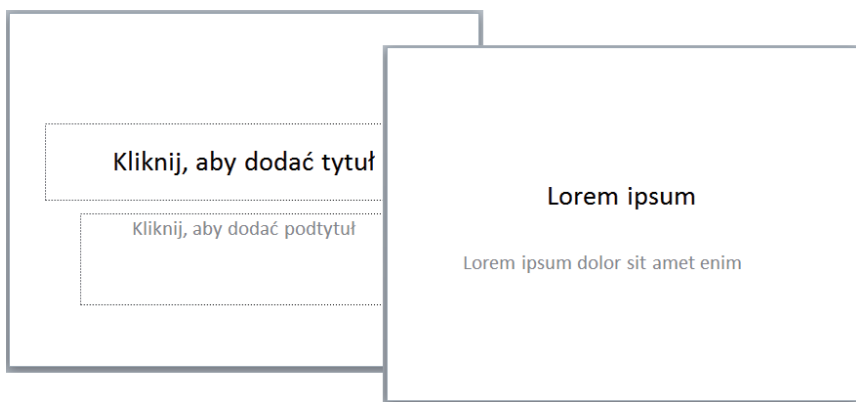 Kliknij, aby dodać tytuł
Kliknij, aby dodać podtytuł
Lorem ipsum
Lorem ipsum dolor sit amet enim